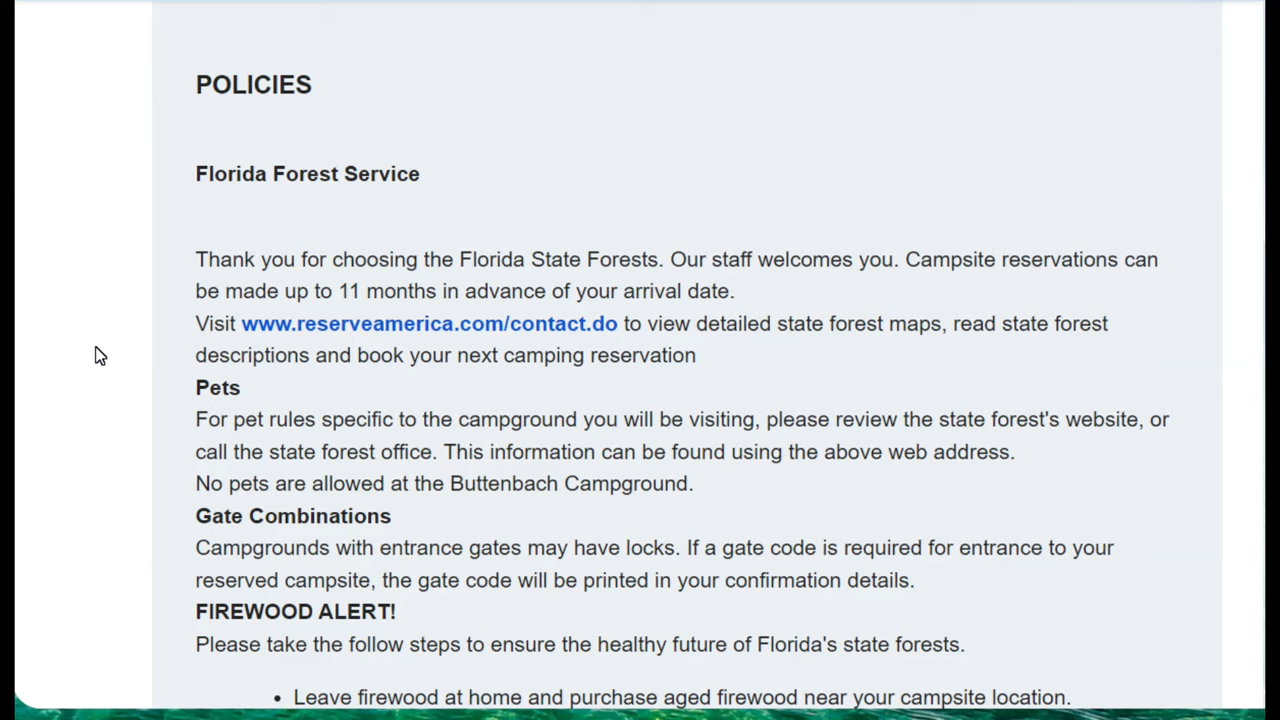 POLICIES
Florida Forest Service
Thank you for choosing the Florida State Forests. Our staff welcomes you. Campsite reservations can
be made up to 11 months in advance of your arrival date.
Visit www.reserveamerica.com/contact.do to view detailed state forest maps, read state forest
descriptions and book your next camping reservation
Pets
For pet rules specific to the campground you will be visiting, please review the state forest's website, or
call the state forest office. This information can be found using the above web address.
No pets are allowed at the Buttenbach Campground.
Gate Combinations
Campgrounds with entrance gates may have locks. If a gate code is required for entrance to your
reserved campsite, the gate code will be printed in your confirmation details.
FIREWOOD ALERT!
Please take the follow steps to ensure the healthy future of Florida's state forests.
• Leave firewood at home and purchase aged firewood near your campsite location.